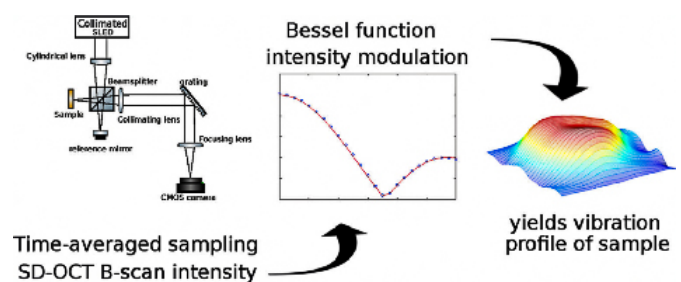 Collimated
SLED
Cylindrical lens
Beamsplitter
grating
Sample
Collimating lens
reference mirror
Focusing lens
CMOS camera
Bessel function
intensity modulation
Time-averaged sampling
SD-OCT B-scan intensity
yields vibration
profile of sample